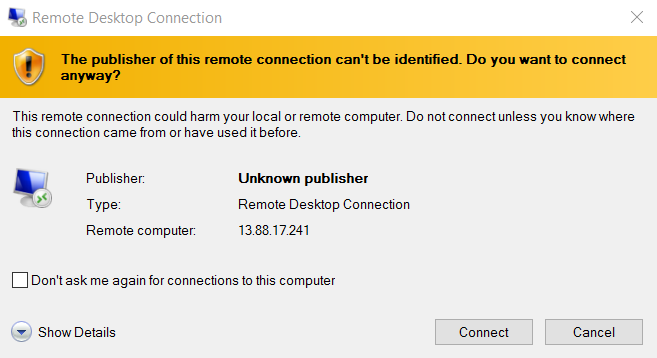 Remote Desktop Connection
The publisher of this remote connection can't be identified. Do you want to connect
anyway?
This remote connection could harm your local or remote computer. Do not connect unless you know where
this connection came from or have used it before.
Publisher: Unknown publisher
Type: Remote Desktop Connection
Remote computer: 13.88.17.241
Don't ask me again for connections to this computer
Show Details Connect Cancel